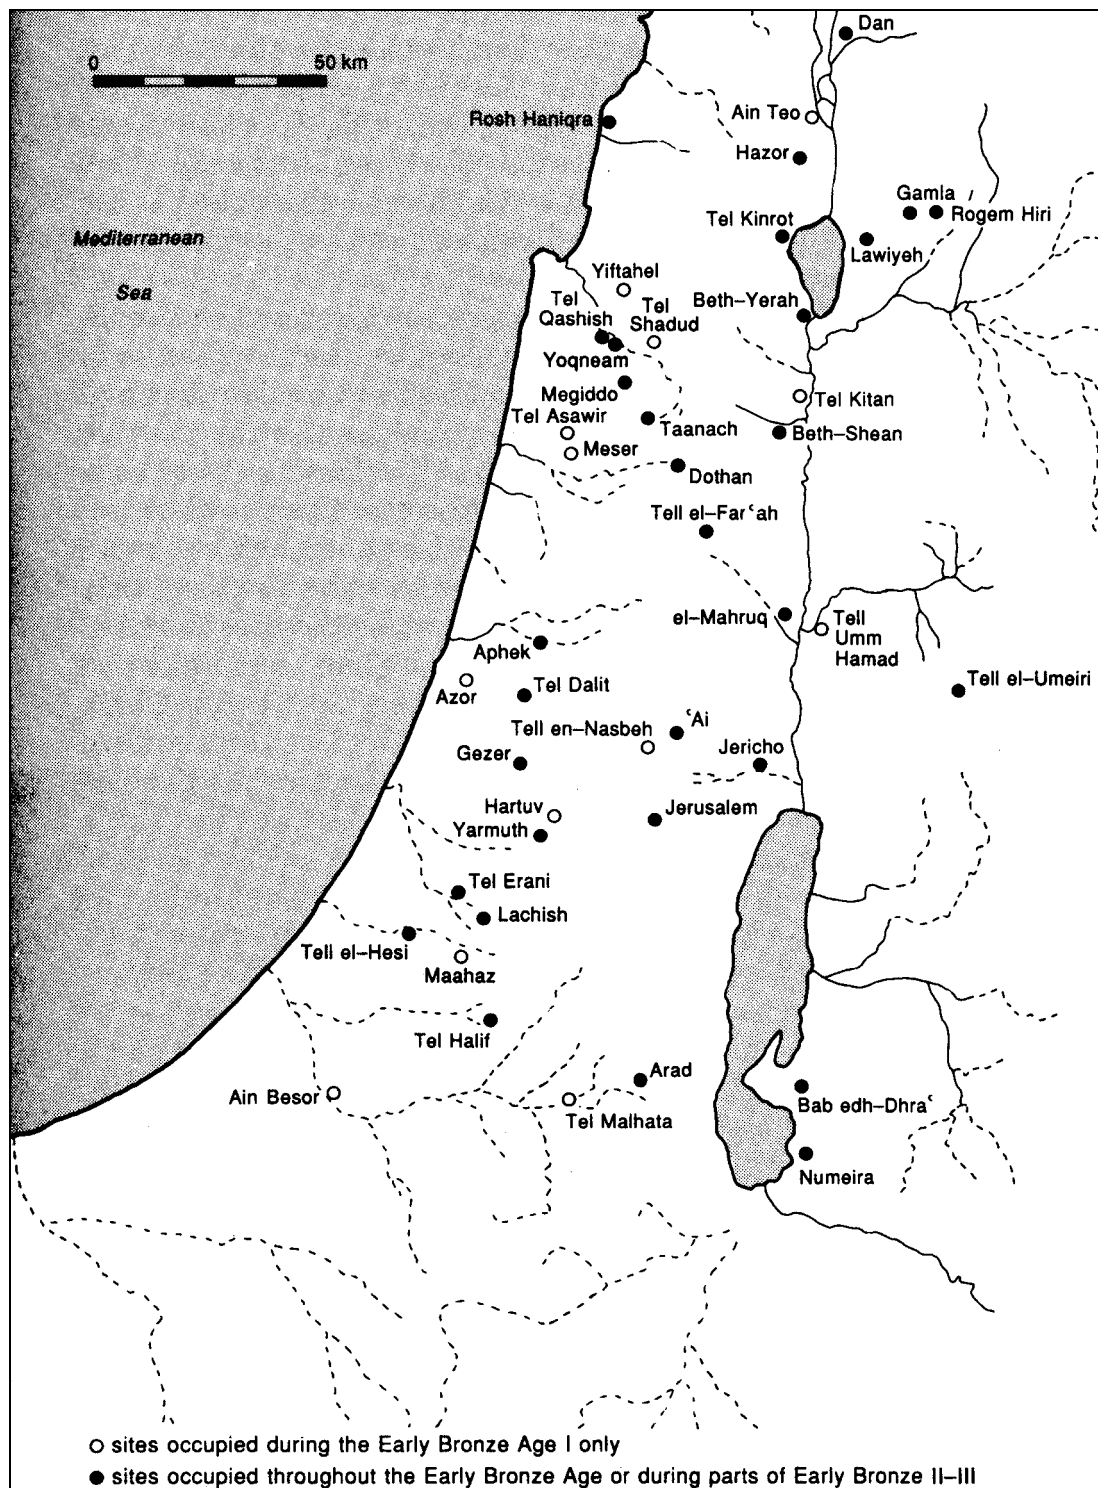 Dan
0 50 km
Ain Teo
Rosh Haniqra
Hazor
Gamla
Rogem Hiri
Tel Kinrot
Lawiyeh
Mediterranean
Sea
Yiftahel
Tel
Qashish
Tel
Shadud
Beth–Yerah
Yoqneam
Megiddo
Tel Kitan
Tel Asawir
Taanach
Beth–Shean
Meser
Dothan
Tell el–Farʿah
el–Mahruq
Tell
Umm
Hamad
Aphek
Tell el–Umeiri
Azor
Tel Dalit
ʿAi
Tell en–Nasbeh
Gezer
Jericho
Hartuv
Jerusalem
Yarmuth
Tel Erani
Lachish
Tell el–Hesi
Maahaz
Tel Halif
Arad
Ain Besor
Tel Malhata
Bab edh–Dhraʿ
Numeira
sites occupied during the Early Bronze Age I only
sites occupied throughout the Early Bronze Age or during parts of Early Bronze II–III